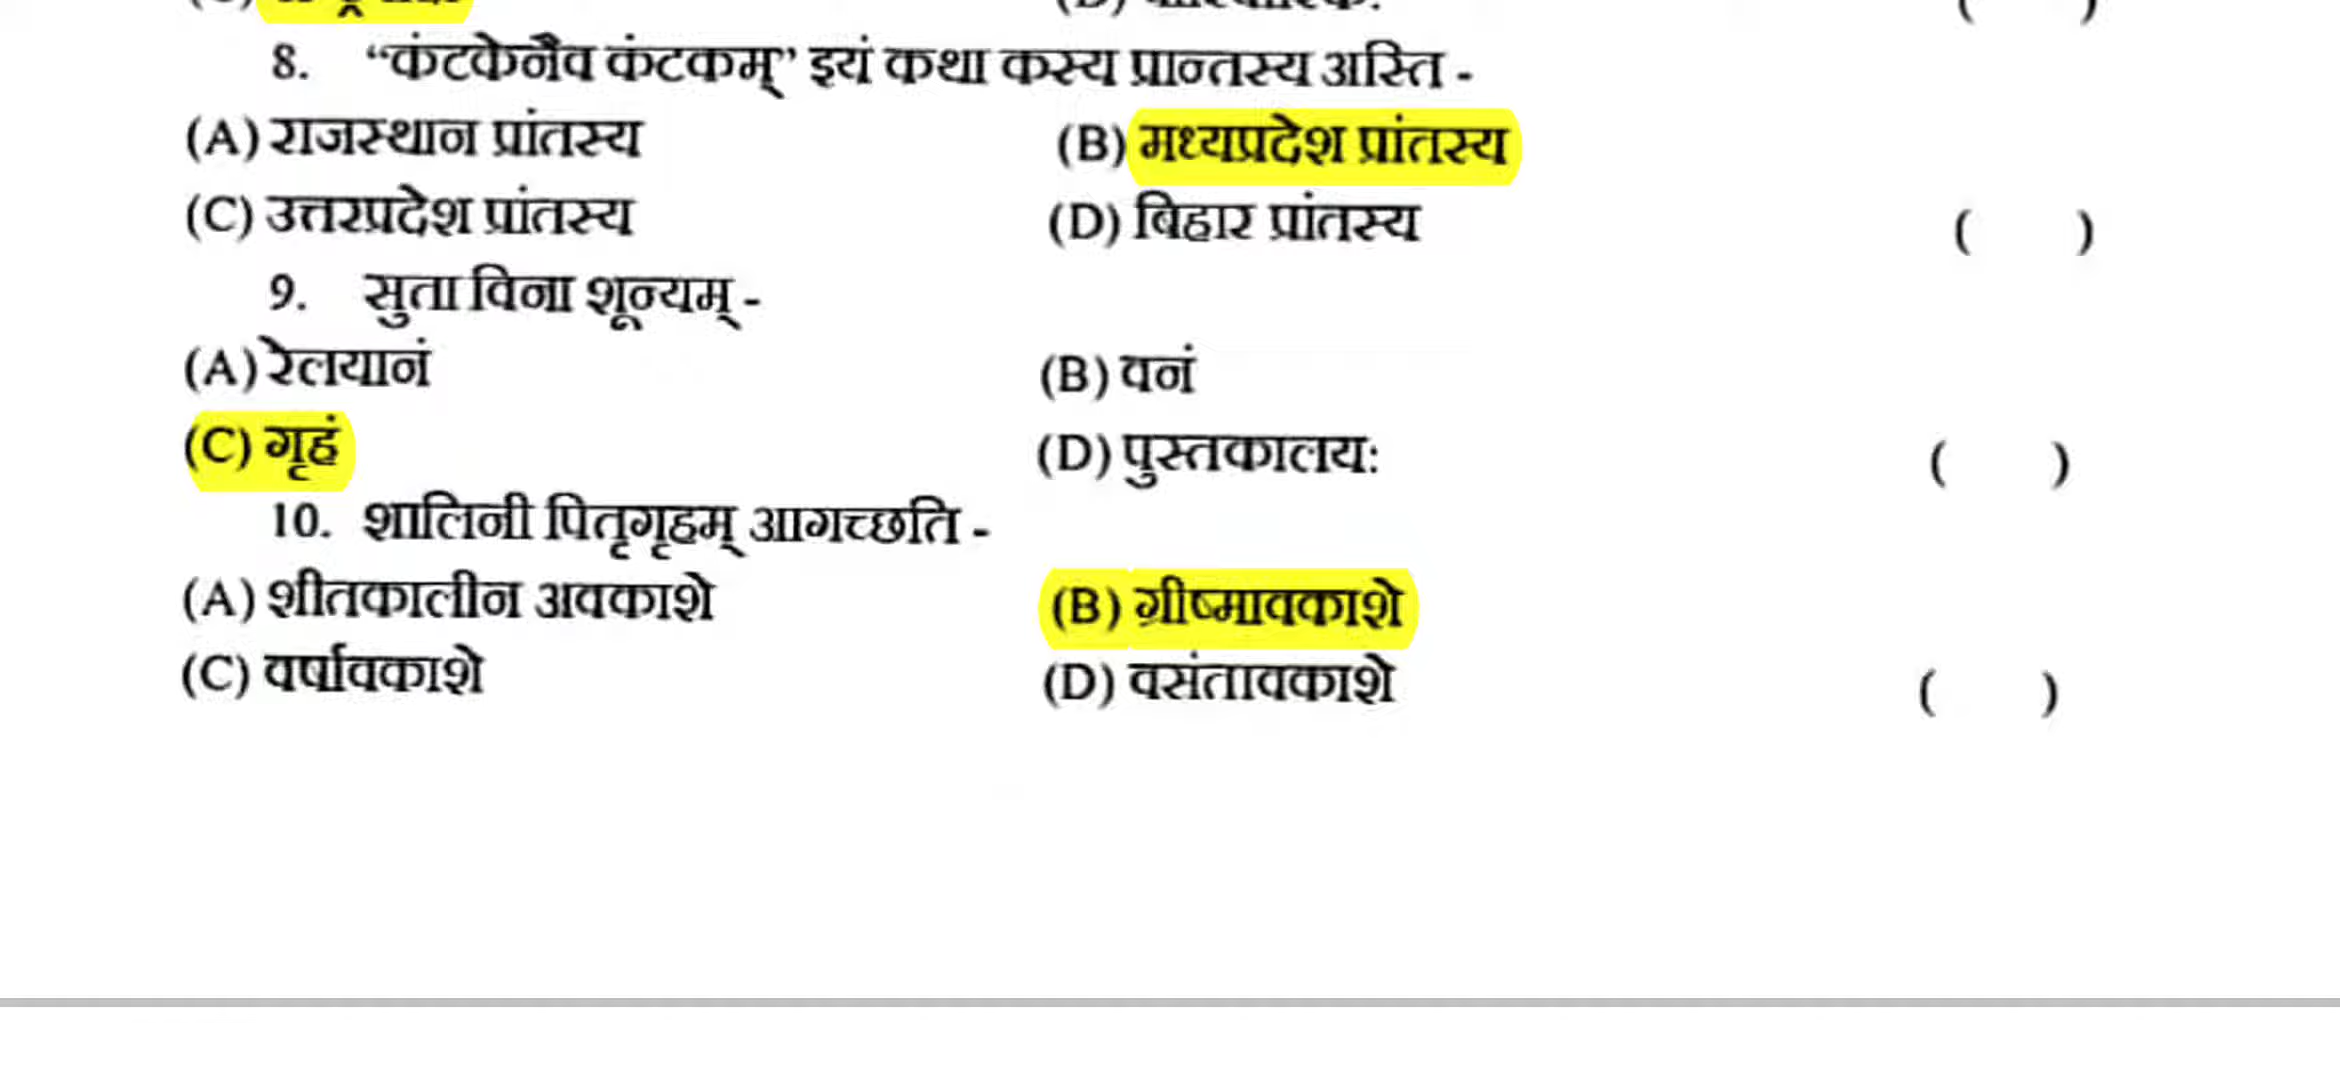 8. “कंटकेनैव कंटकम्” इयं कथा कस्य प्रान्तस्य अस्ति -
(A) राजस्थान प्रांतस्य (B) मध्यप्रदेश प्रांतस्य
(C) उत्तरप्रदेश प्रांतस्य (D) बिहार प्रांतस्य ( )
9. सुता विना शून्यम् -
(A) रेलयानं (B) वनं
(C) गृहं (D) पुस्तकालय: ( )
10. शालिनी पितृगृहम् आगच्छति -
(A) शीतकालीन अवकाशे (B) ग्रीष्मावकाशे
(C) वर्षावकाशे (D) वसंतावकाशे ( )